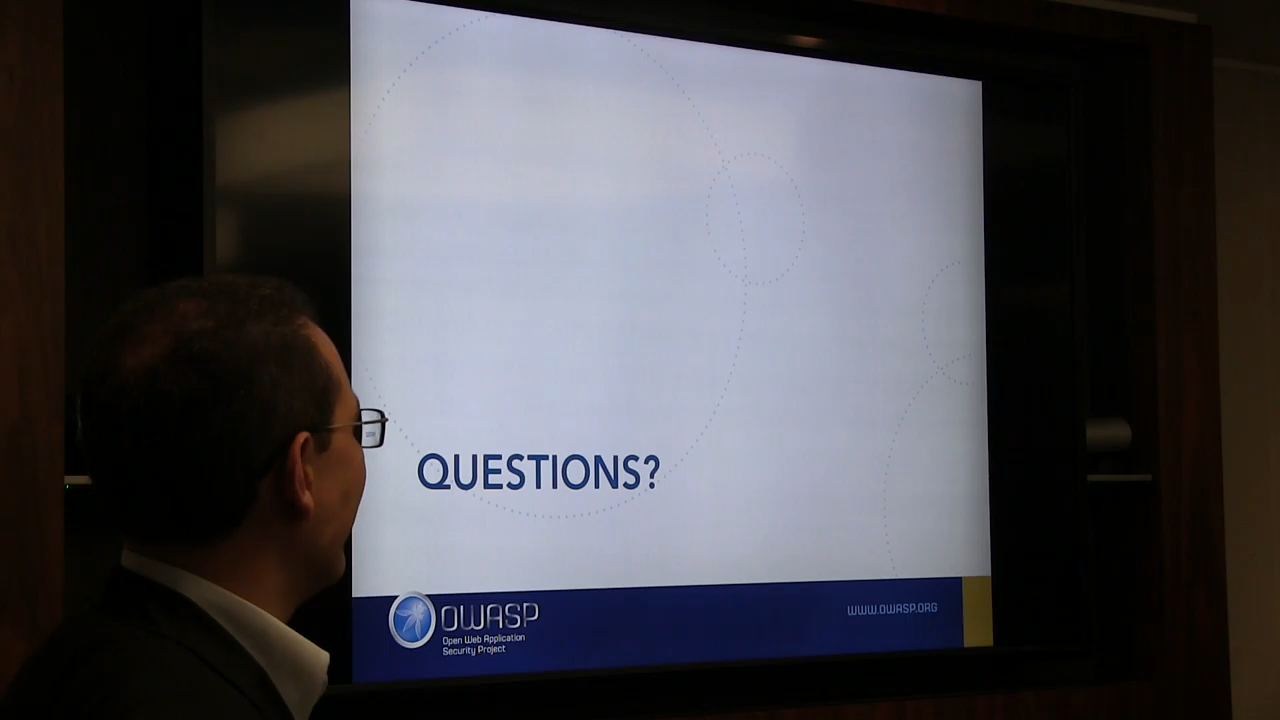 QUESTIONS?
OWASP
Open Web Application
Security Project
WWW.OWASP.ORG